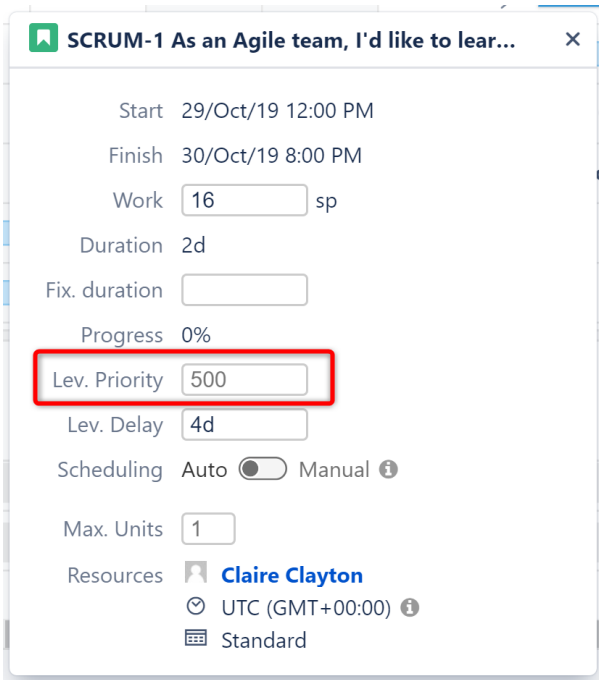 SCRUM-1 As an Agile team, I'd like to lear...
Start 29/Oct/19 12:00 PM
Finish 30/Oct/19 8:00 PM
Work 16 sp
Duration 2d
Fix. duration
Progress 0%
Lev. Priority 500
Lev. Delay 4d
Scheduling Auto Manual
Max. Units 1
Resources Claire Clayton
UTC (GMT+00:00)
Standard